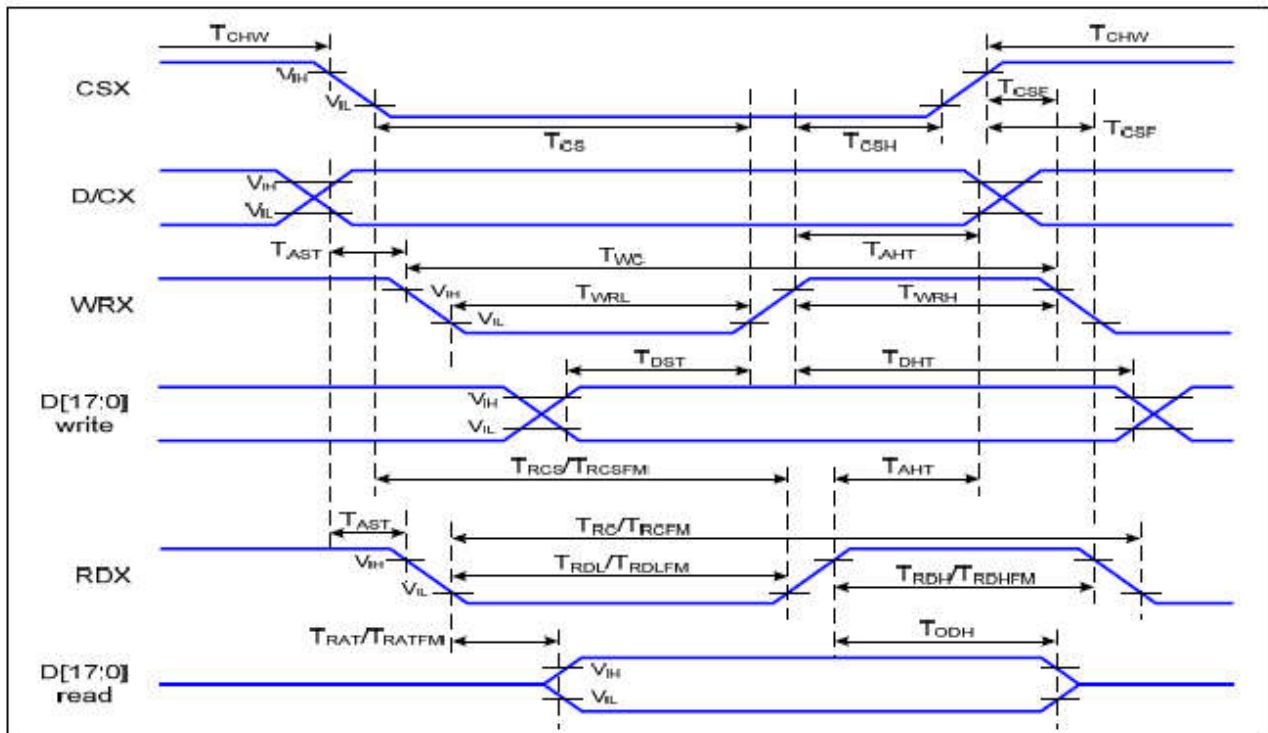 TCHW TCHW
CSX VIH
VIL
TCSF
TCS TCSH TCSF
D/CX VIH
VIL
TAST TWC TAHT
WRX VIH TWRL TWRH
VIL
TDST TDHT
D[17:0] VIH
write VIL
TRCS/TRCSFM TAHT
TAST TRC/TRCFM
RDX VIH TRDL/TRDLFM TRDH/TRDHFM
VIL
TRAT/TRATFM TODH
D[17:0] VIH
read VIL